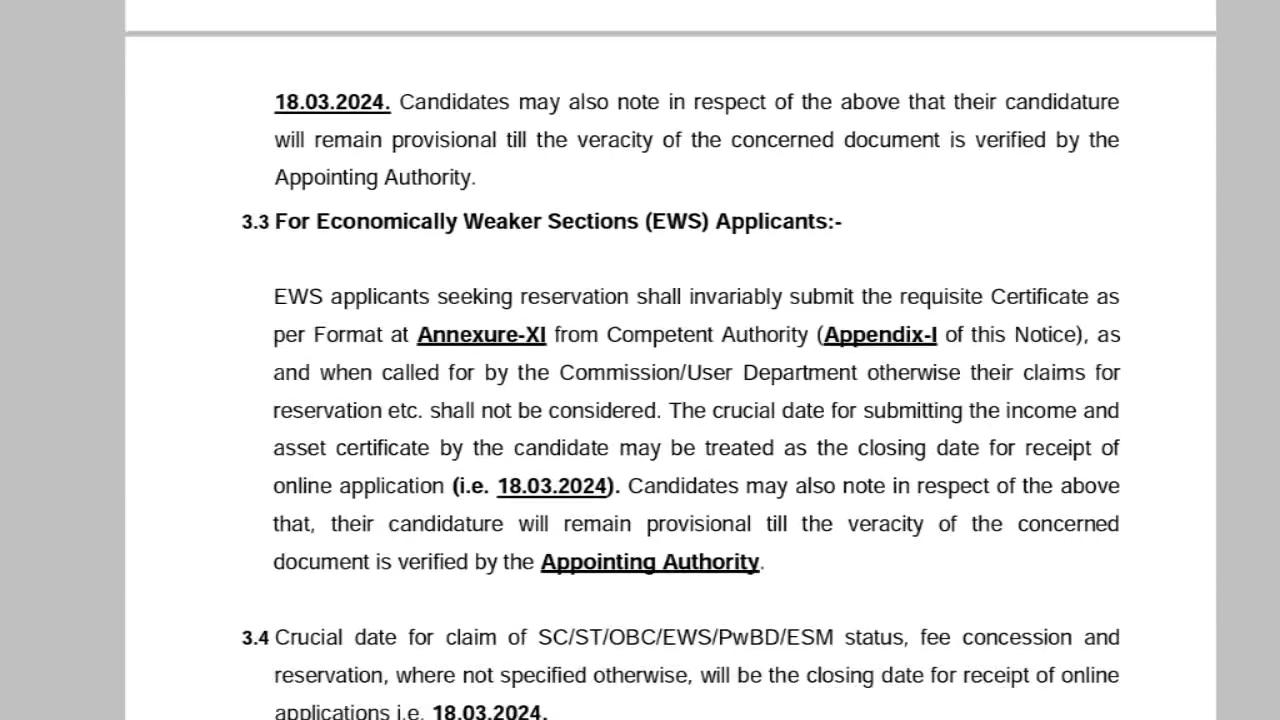 18.03.2024. Candidates may also note in respect of the above that their candidature
will remain provisional till the veracity of the concerned document is verified by the
Appointing Authority.
3.3 For Economically Weaker Sections (EWS) Applicants:-
EWS applicants seeking reservation shall invariably submit the requisite Certificate as
per Format at Annexure-XI from Competent Authority (Appendix-I of this Notice), as
and when called for by the Commission/User Department otherwise their claims for
reservation etc. shall not be considered. The crucial date for submitting the income and
asset certificate by the candidate may be treated as the closing date for receipt of
online application (i.e. 18.03.2024). Candidates may also note in respect of the above
that, their candidature will remain provisional till the veracity of the concerned
document is verified by the Appointing Authority.
3.4 Crucial date for claim of SC/ST/OBC/EWS/PwBD/ESM status, fee concession and
reservation, where not specified otherwise, will be the closing date for receipt of online
applications i.e. 18.03.2024.